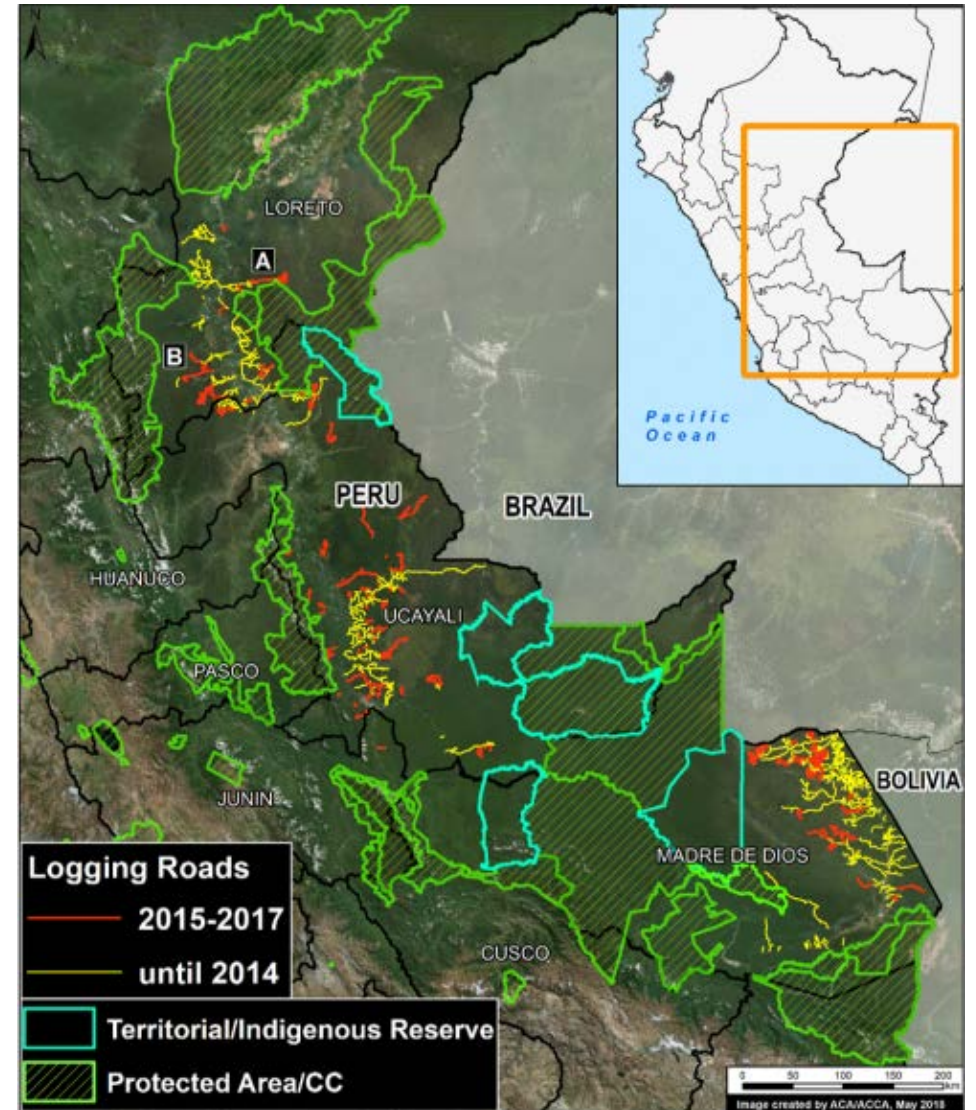 LORETO
A
B
Pacific
Ocean
PERU
BRAZIL
HUANUCO
UCAYALI
PASCO
BOLIVIA
JUNIN
MADRE DE DIOS
CUSCO
Logging Roads
2015-2017
until 2014
Territorial/Indigenous Reserve
Protected Area/CC
0 50 100 150 200
Km
Image created by ACA/ACCA, May 2018